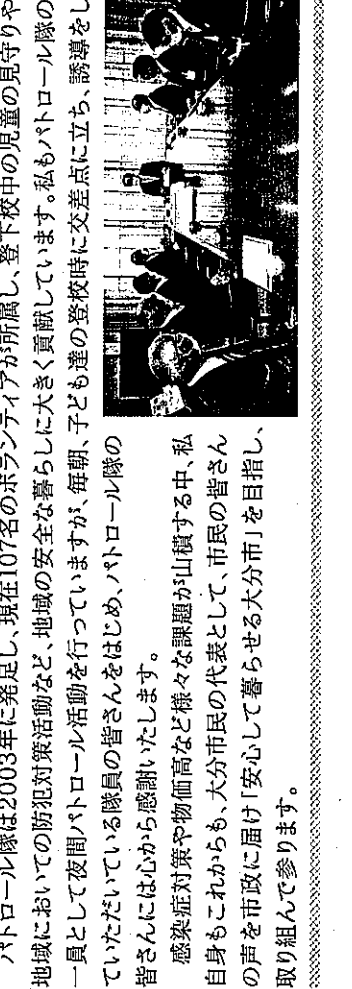 パトロール隊は2003年に発足し、現在107名のボランティアが所属し、登下校中の児童の見守りや
地域においての防犯対策活動など、地域の安全な暮らしに大きく貢献しています。私もパトロール隊の
一員として夜間パトロール活動を行っていますが、毎朝、子ども達の登校時に交差点に立ち、誘導をし
ていただいている隊員の皆さんをはじめ、パトロール隊の
皆さんには心から感謝いたします。
感染症対策や物価高など様々な課題が山積する中、私
自身もこれからも、大分市民の代表として、市民の皆さん
の声を市政に届け「安心して暮らせる大分市」を目指し、
取り組んで参ります。